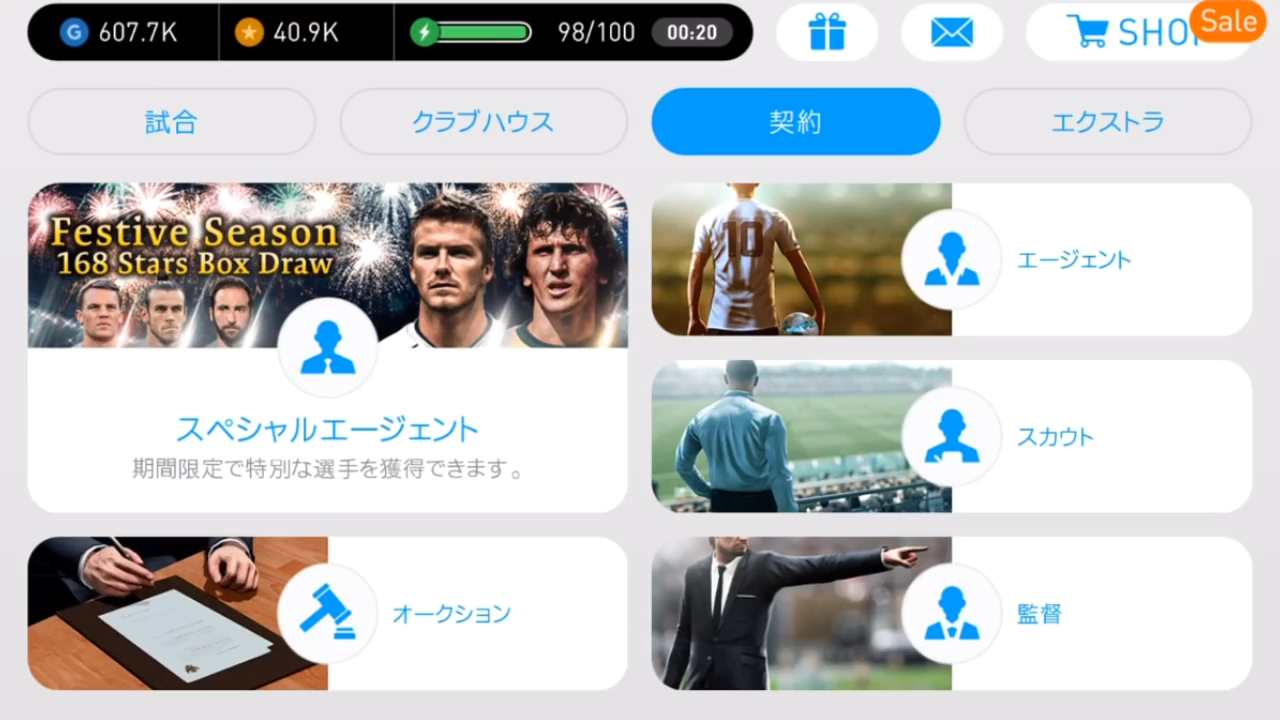 G 607.7K
40.9K
98/100
00:20
SHOP
Sale
試合
クラブハウス
契約
エクストラ
Festive Season
168 Stars Box Draw
スペシャルエージェント
期間限定で特別な選手を獲得できます。
10
エージェント
スカウト
オークション
監督